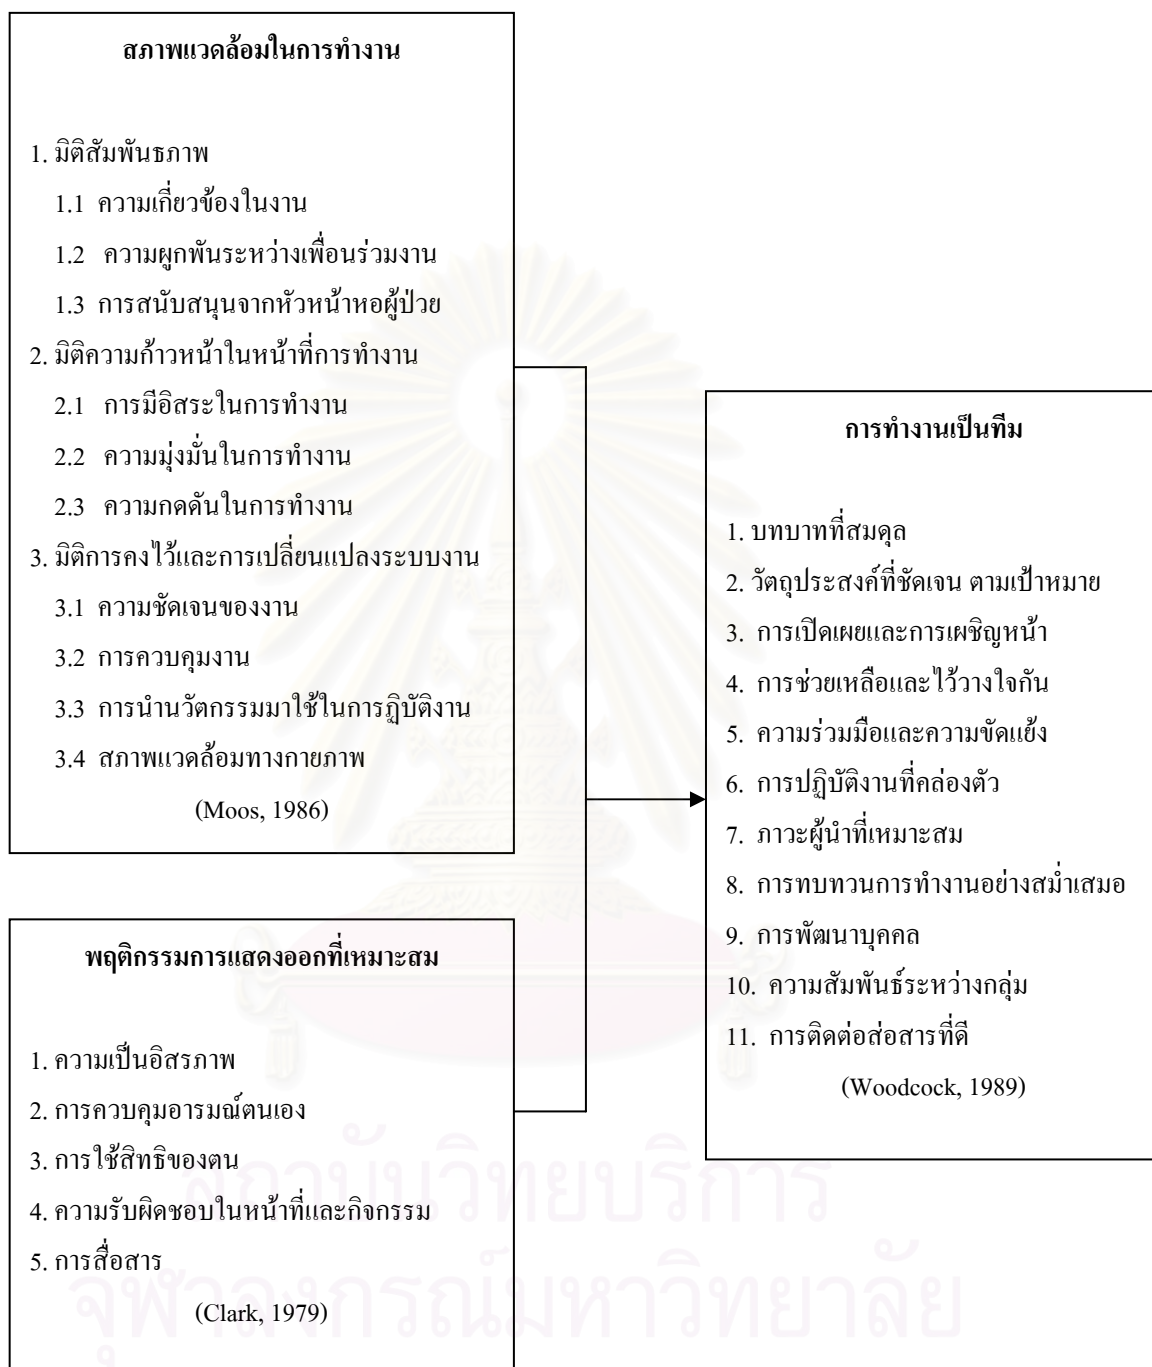 สภาพแวดล้อมในการทำงาน
1. มิติสัมพันธภาพ
1.1 ความเกี่ยวข้องในงาน
1.2 ความผูกพันระหว่างเพื่อนร่วมงาน
1.3 การสนับสนุนจากหัวหน้าหอผู้ป่วย
2. มิติความก้าวหน้าในหน้าที่การทำงาน
2.1 การมีอิสระในการทำงาน
2.2 ความมุ่งมั่นในการทำงาน
2.3 ความกดดันในการทำงาน
3. มิติการคงไว้และการเปลี่ยนแปลงระบบงาน
3.1 ความชัดเจนของงาน
3.2 การควบคุมงาน
3.3 การนำนวัตกรรมมาใช้ในการฏิบัติงาน
3.4 สภาพแวดล้อมทางกายภาพ
(Moos, 1986)
พฤติกรรมการแสดงออกที่เหมาะสม
1. ความเป็นอิสรภาพ
2. การควบคุมอารมณ์ตนเอง
3. การใช้สิทธิของตน
4. ความรับผิดชอบในหน้าที่และกิจกรรม
5. การสื่อสาร
(Clark, 1979)
การทำงานเป็นทีม
1. บทบาทที่สมดุล
2. วัตถุประสงค์ที่ชัดเจน ตามเป้าหมาย
3. การเปิดเผยและการเผชิญหน้า
4. การช่วยเหลือและไว้วางใจกัน
5. ความร่วมมือและความขัดแย้ง
6. การปฏิบัติงานที่คล่องตัว
7. ภาวะผู้นำที่เหมาะสม
8. การทบทวนการทำงานอย่างสม่ำเสมอ
9. การพัฒนาบุคคล
10. ความสัมพันธ์ระหว่างกลุ่ม
11. การติดต่อส่อสารที่ดี
(Woodcock, 1989)
สถาบันวิทยบริการ
จุฬาลงกรณ์มหาวิทยาลัย